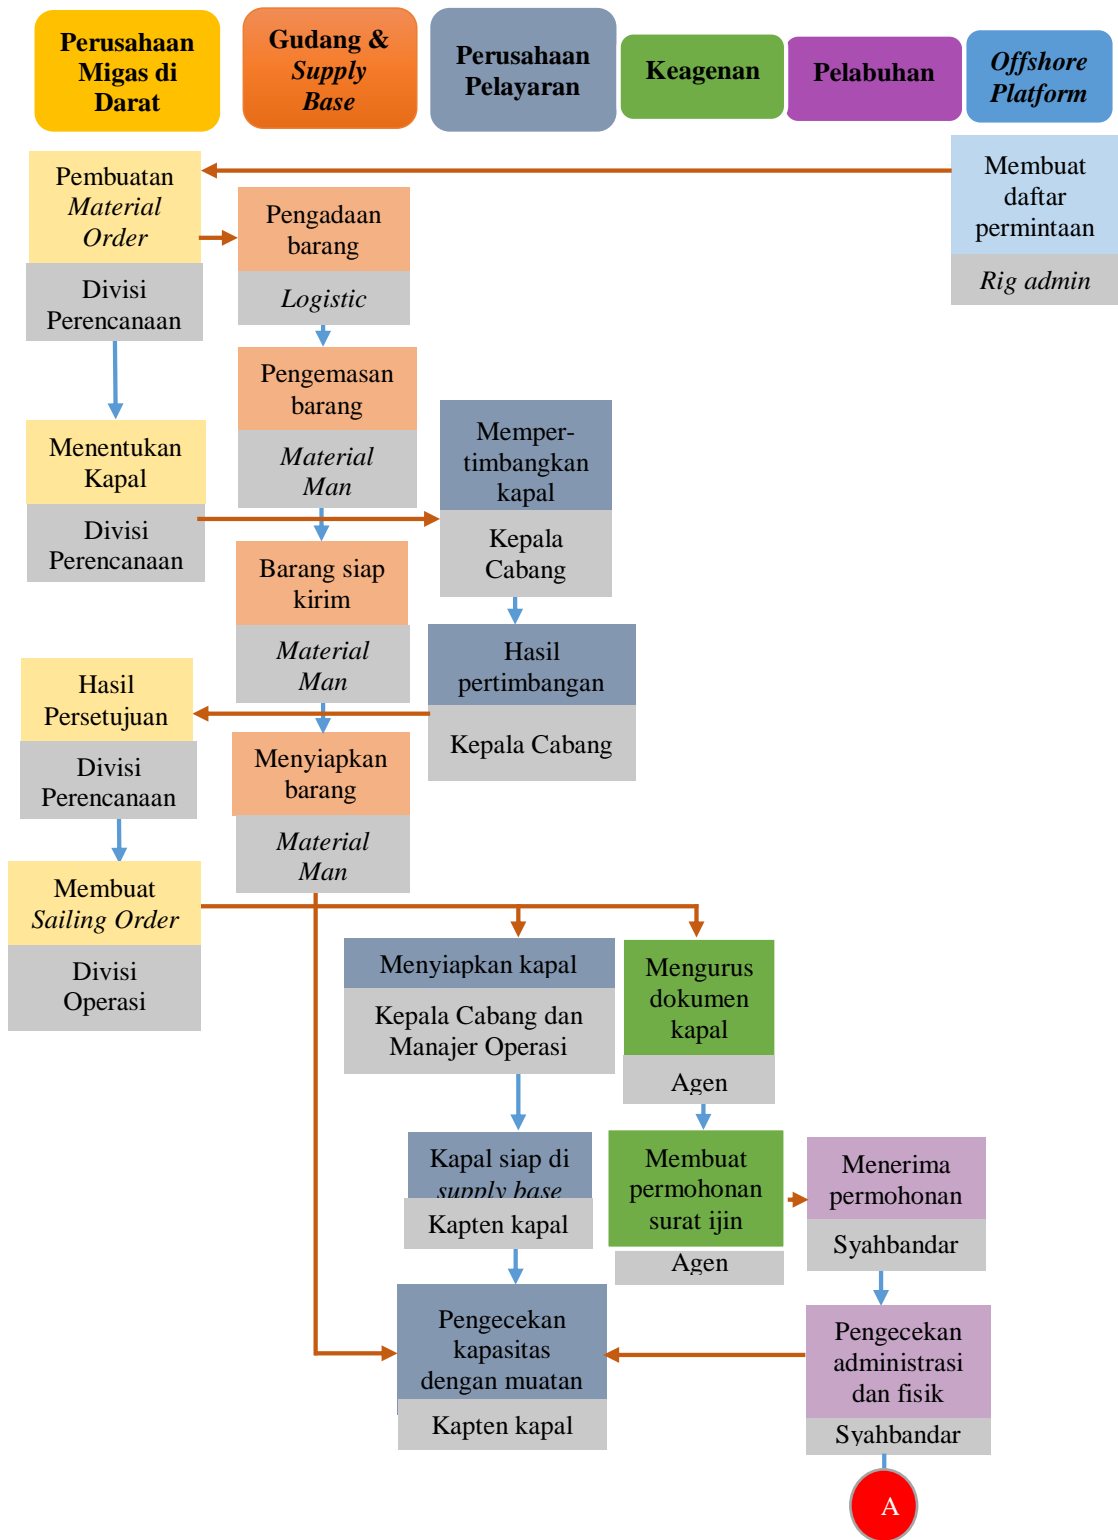 Perusahaan
Migas di
Darat
Gudang &
Supply
Base
Perusahaan
Pelayaran
Keagenan
Pelabuhan
Offshore
Platform
Pembuatan
Material
Order
Divisi
Perencanaan
Pengadaan
barang
Logistic
Membuat
daftar
permintaan
Rig admin
Pengemasan
barang
Material
Man
Menentukan
Kapal
Divisi
Perencanaan
Memper-
timbangkan
kapal
Kepala
Cabang
Barang siap
kirim
Material
Man
Hasil
pertimbangan
Kepala Cabang
Hasil
Persetujuan
Divisi
Perencanaan
Menyiapkan
barang
Material
Man
Membuat
Sailing Order
Divisi
Operasi
Menyiapkan kapal
Kepala Cabang dan
Manajer Operasi
Mengurus
dokumen
kapal
Agen
Kapal siap di
supply base
Kapten kapal
Membuat
permohonan
surat ijin
Agen
Menerima
permohonan
Syahbandar
Pengecekan
kapasitas
dengan muatan
Kapten kapal
Pengecekan
administrasi
dan fisik
Syahbandar
A